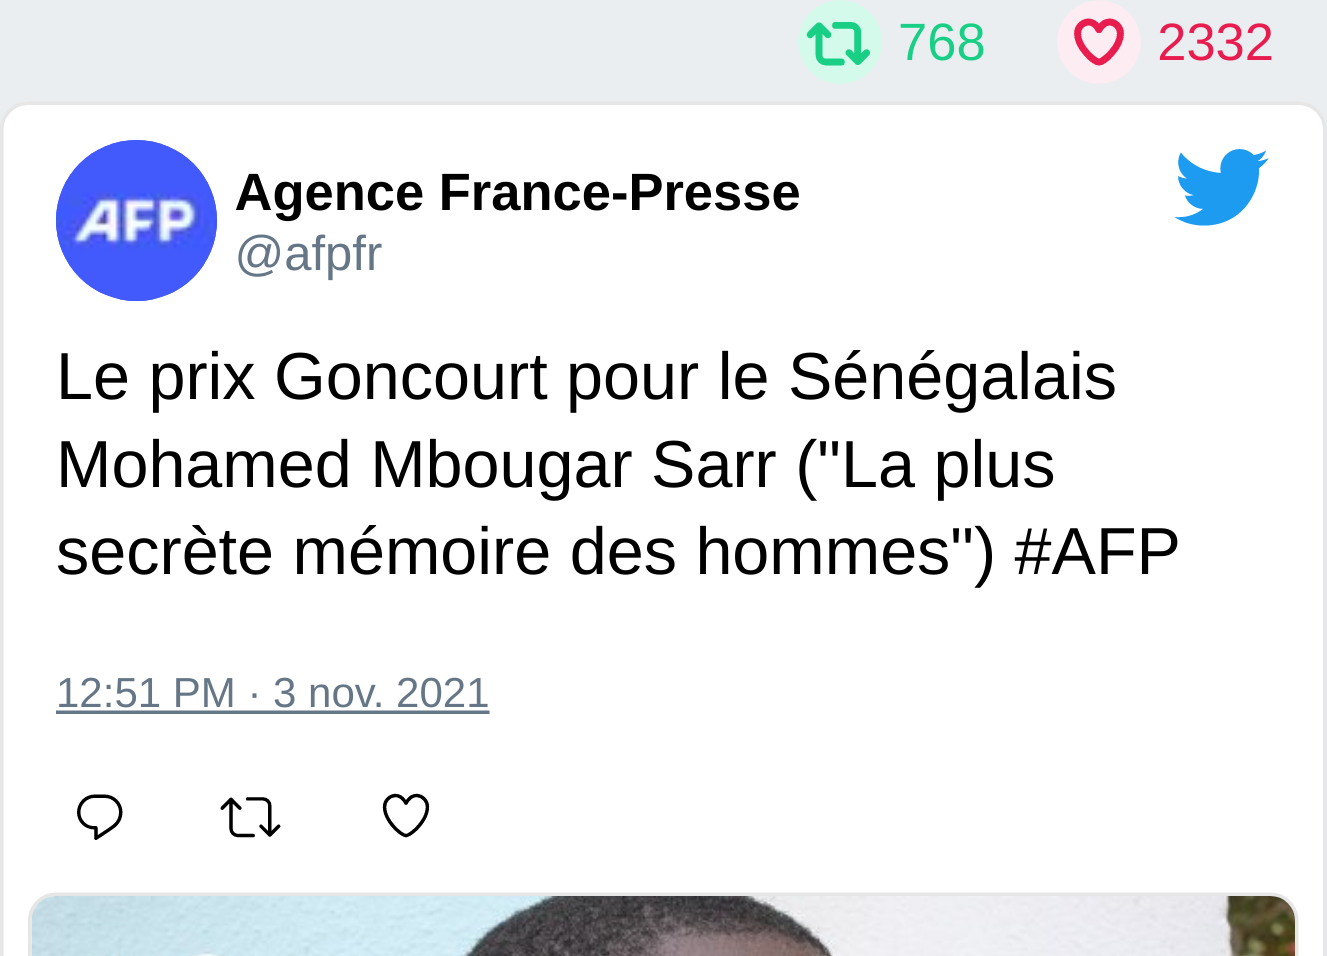 768 2332
AFP
Agence France-Presse
@afpfr
Le prix Goncourt pour le Sénégalais
Mohamed Mbougar Sarr ("La plus
secrète mémoire des hommes") #AFP
12:51 PM · 3 nov. 2021